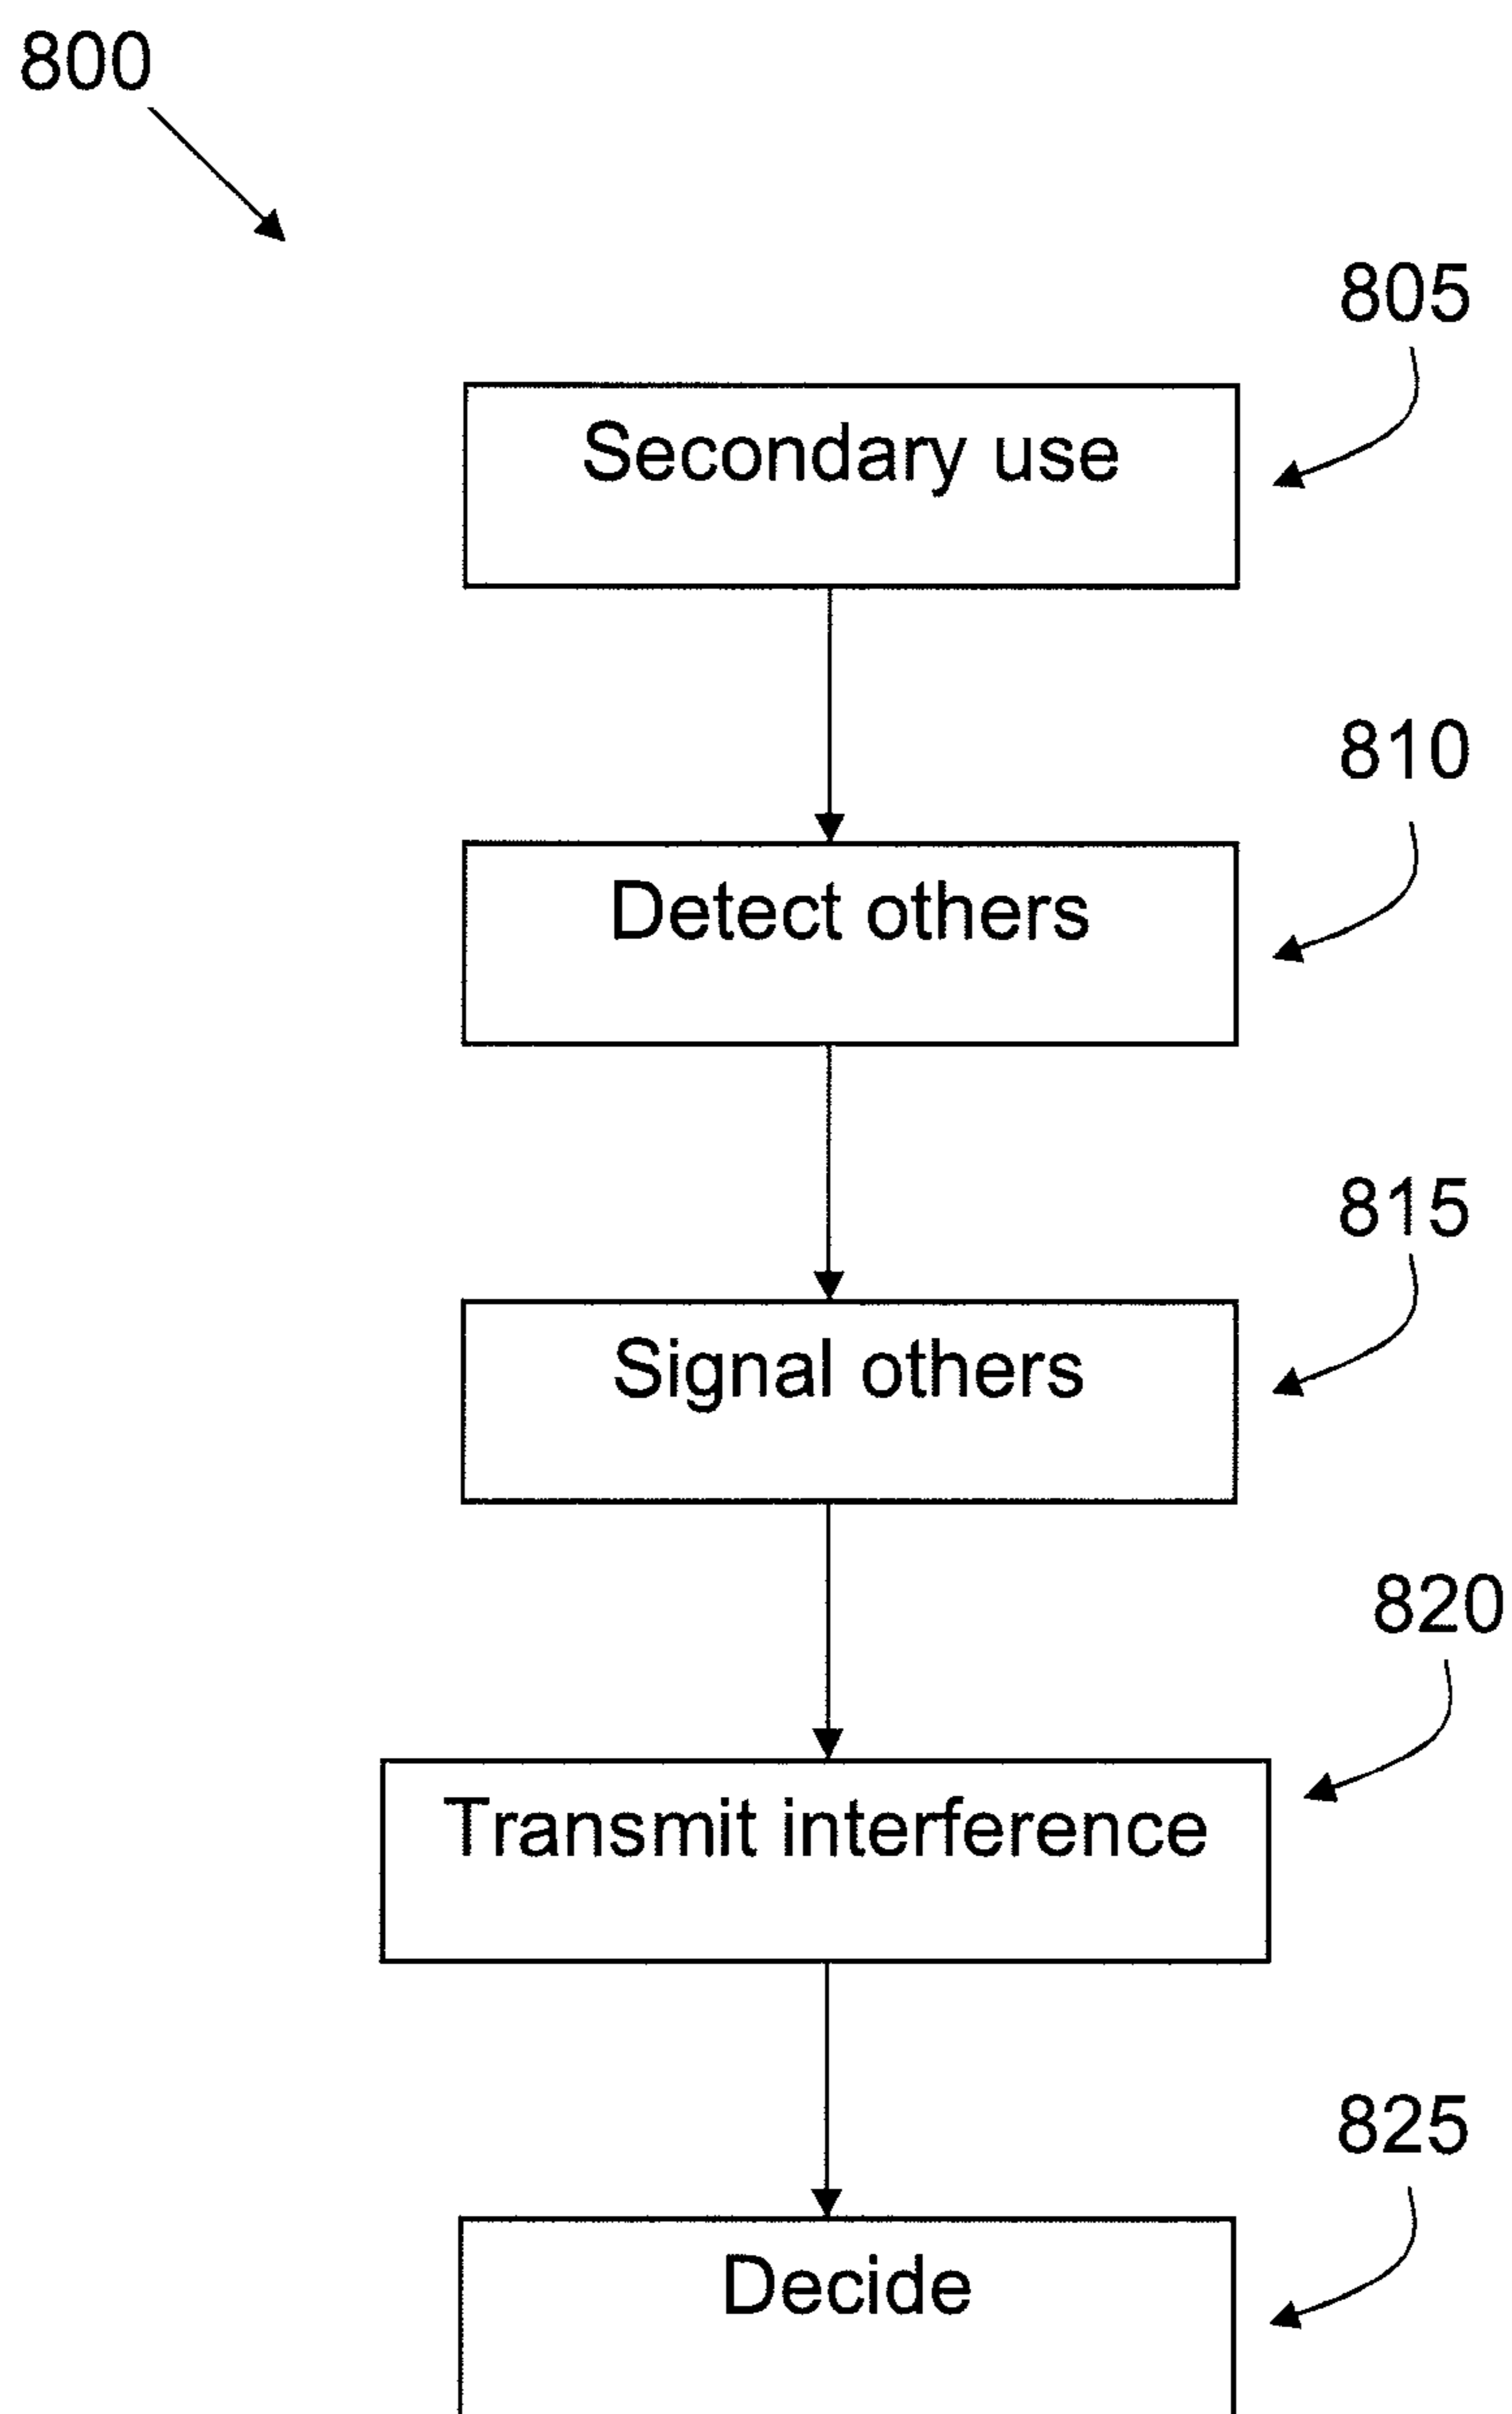 800
805
Secondary use
810
Detect others
815
Signal others
820
Transmit interference
825
Decide